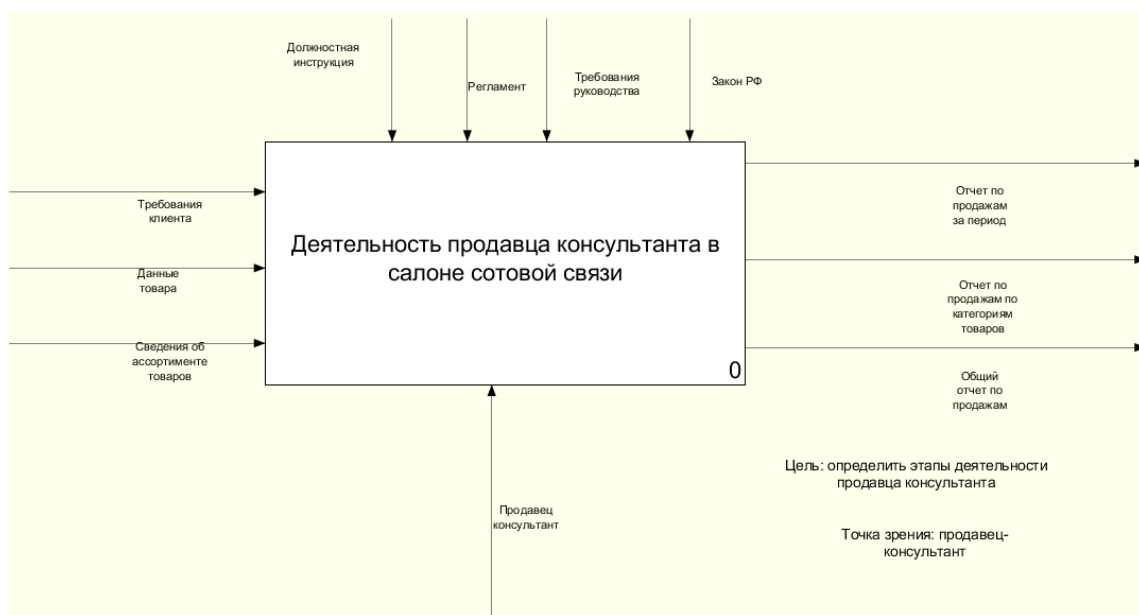 Должностная
инструкция
Регламент
Требования
руководства
Закон РФ
Требования
клиента
Данные
товара
Сведения об
ассортименте
товаров
Деятельность продавца консультанта в
салоне сотовой связи
0
Отчет по
продажам
за период
Отчет по
продажам по
категориям
товаров
Общий
отчет по
продажам
Продавец
консультант
Цель: определить этапы деятельности
продавца консультанта
Точка зрения: продавец-
консультант